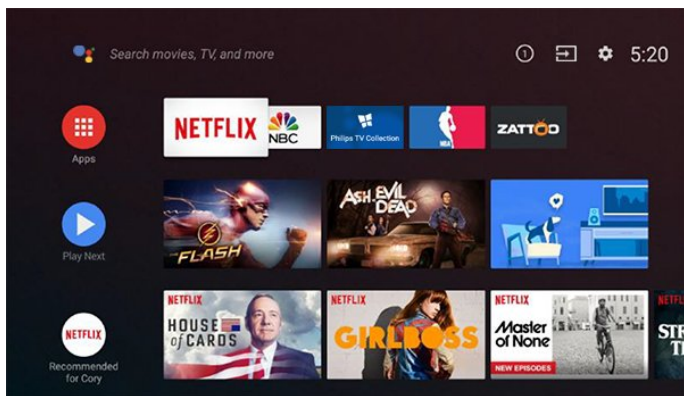 Search movies, TV, and more
1
5:20
NETFLIX
NBC
Philips TV Collection
NBA
ZATTOO
Apps
THE
FLASH
ASH VS EVIL
DEAD
Play Next
NETFLIX
HOUSE
of CARDS
NETFLIX
GIRLBOSS
NETFLIX
Master
of None
NEW EPISODES
NETFLIX
Recommended
for Cory